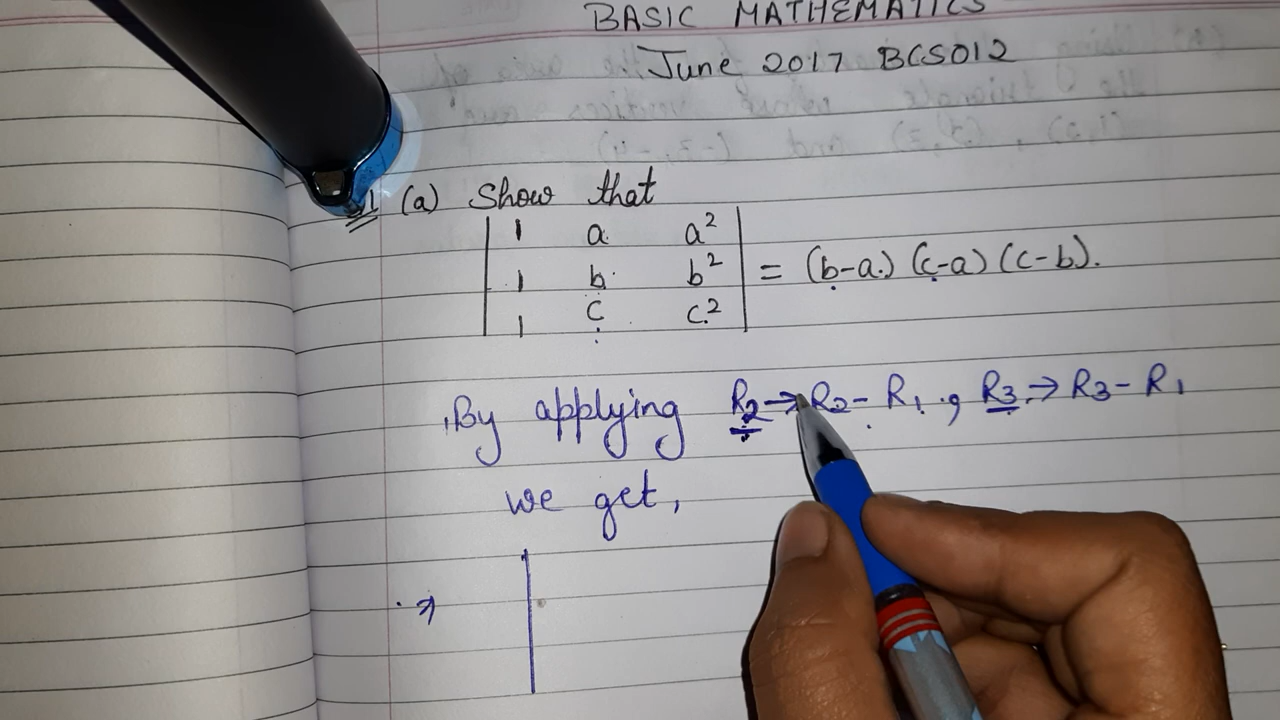 BASIC MATHEMATICS
June 2017 BCS012
(a) Show that
| 1 a a² |
| 1 b b² | = (b-a) (c-a) (c-b).
| 1 c c² |
By applying R2 → R2 - R1, R3 → R3 - R1
we get,
⇒ |